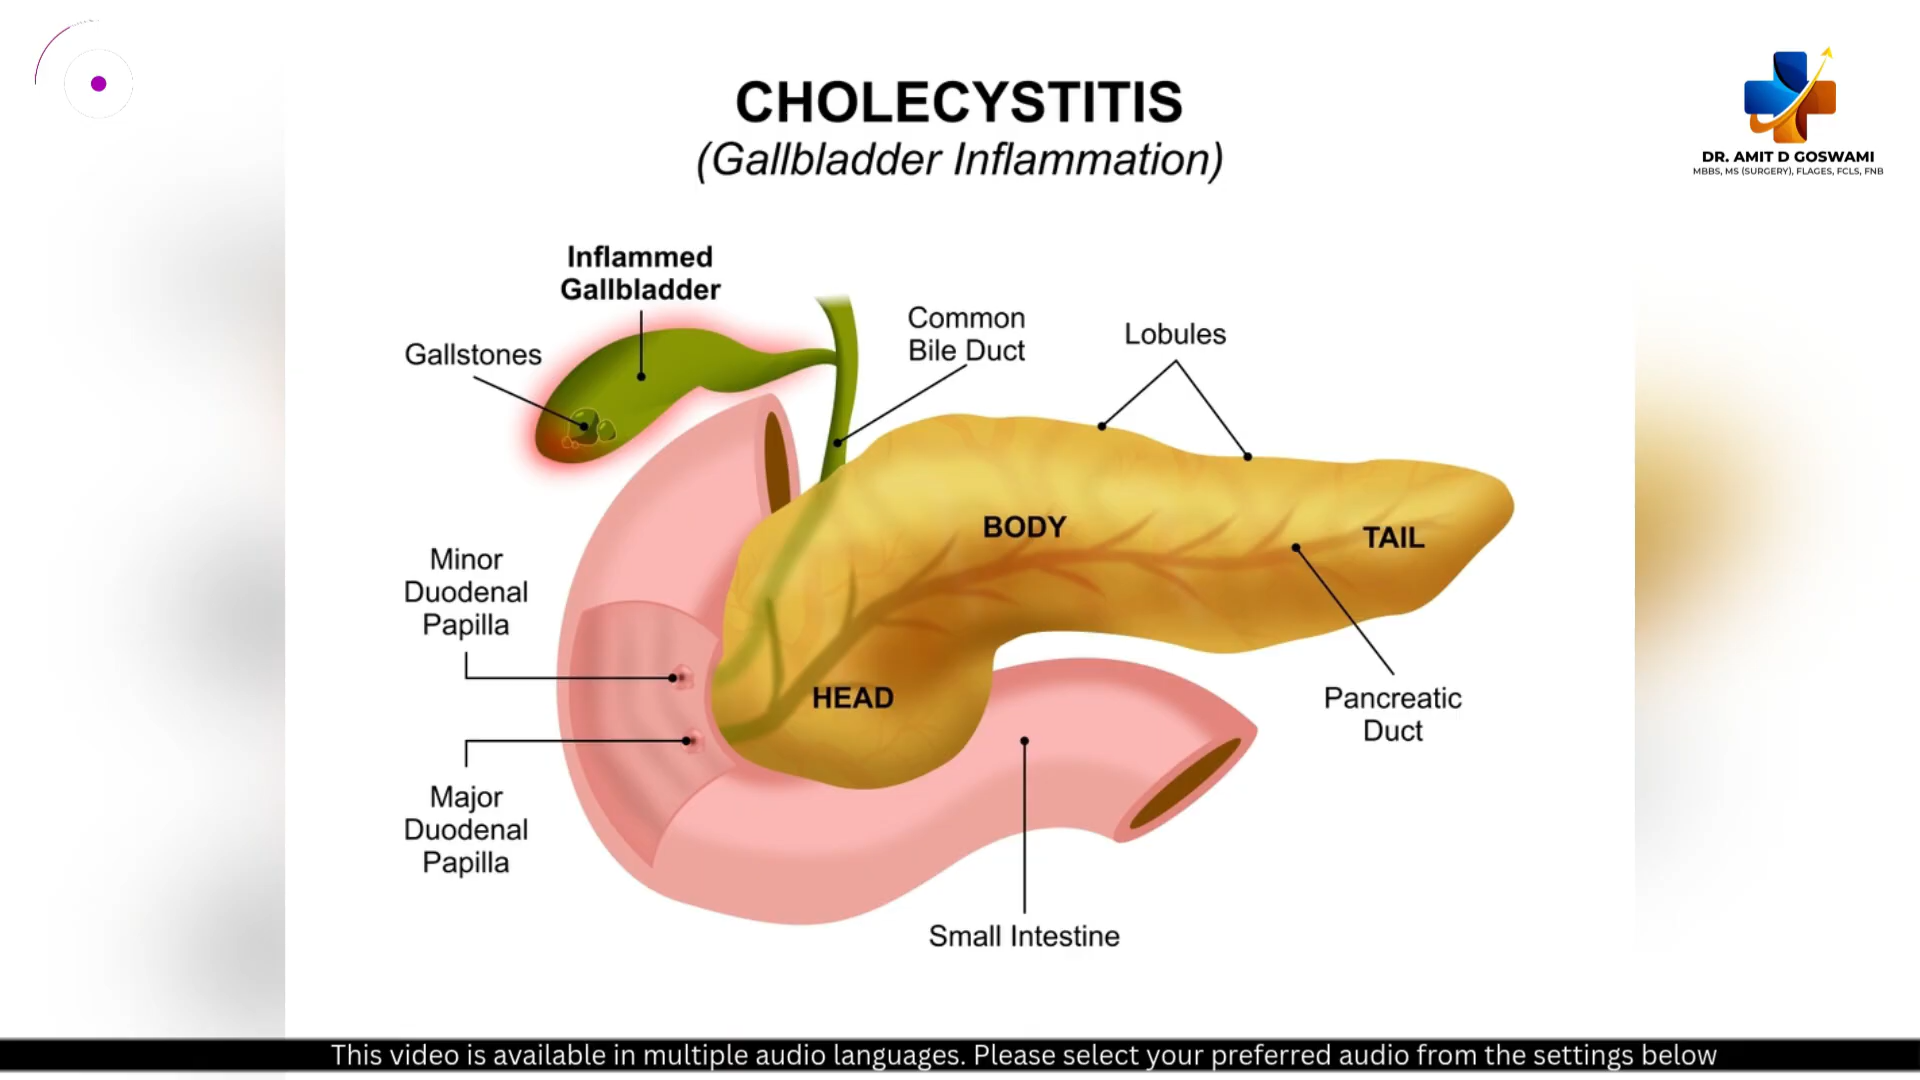 CHOLECYSTITIS
(Gallbladder Inflammation)
DR. AMIT D GOSWAMI
MBBS, MS (SURGERY), FLAGES, FCLS, FNB
Inflammed
Gallbladder
Gallstones
Common
Bile Duct
Lobules
BODY
TAIL
Minor
Duodenal
Papilla
HEAD
Pancreatic
Duct
Major
Duodenal
Papilla
Small Intestine
This video is available in multiple audio languages. Please select your preferred audio from the settings below